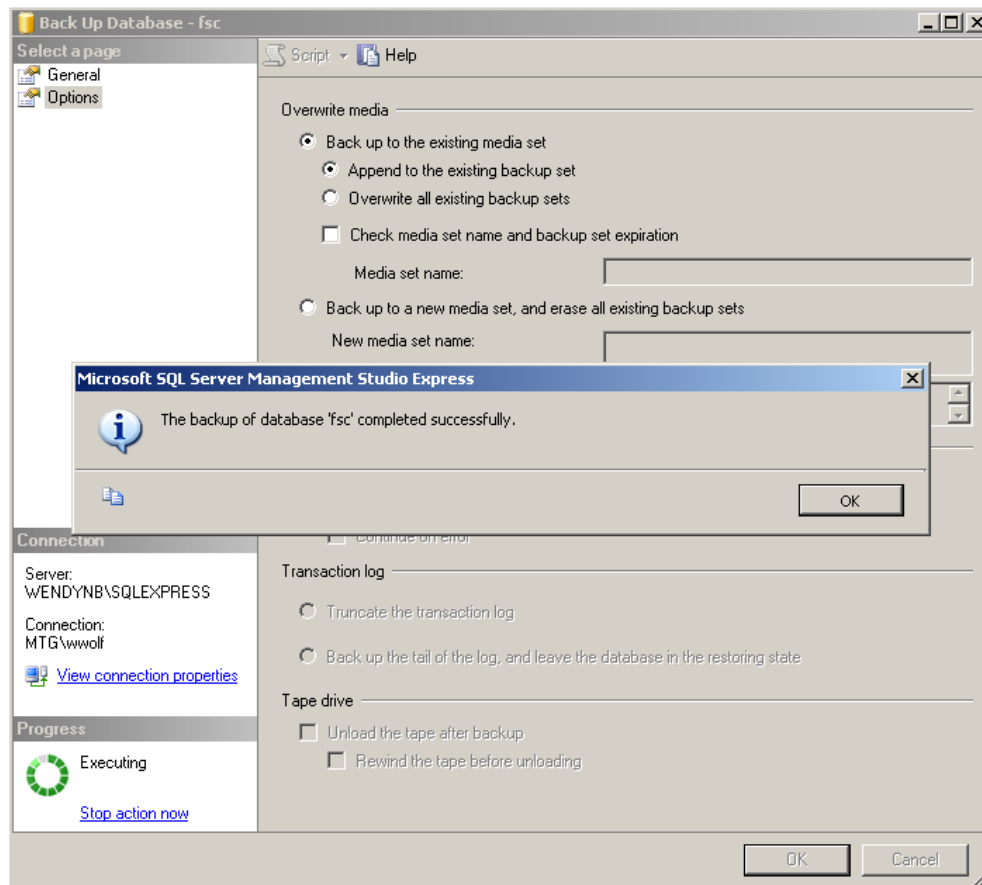 Back Up Database - fsc
Select a page
General
Options
Script
Help
Overwrite media
Back up to the existing media set
Append to the existing backup set
Overwrite all existing backup sets
Check media set name and backup set expiration
Media set name:
Back up to a new media set, and erase all existing backup sets
New media set name:
Microsoft SQL Server Management Studio Express
The backup of database 'fsc' completed successfully.
OK
Continue on error
Connection
Server:
WENDYNB\SQLEXPRESS
Connection:
MTG\wwolf
View connection properties
Progress
Executing
Stop action now
Transaction log
Truncate the transaction log
Back up the tail of the log, and leave the database in the restoring state
Tape drive
Unload the tape after backup
Rewind the tape before unloading
OK
Cancel